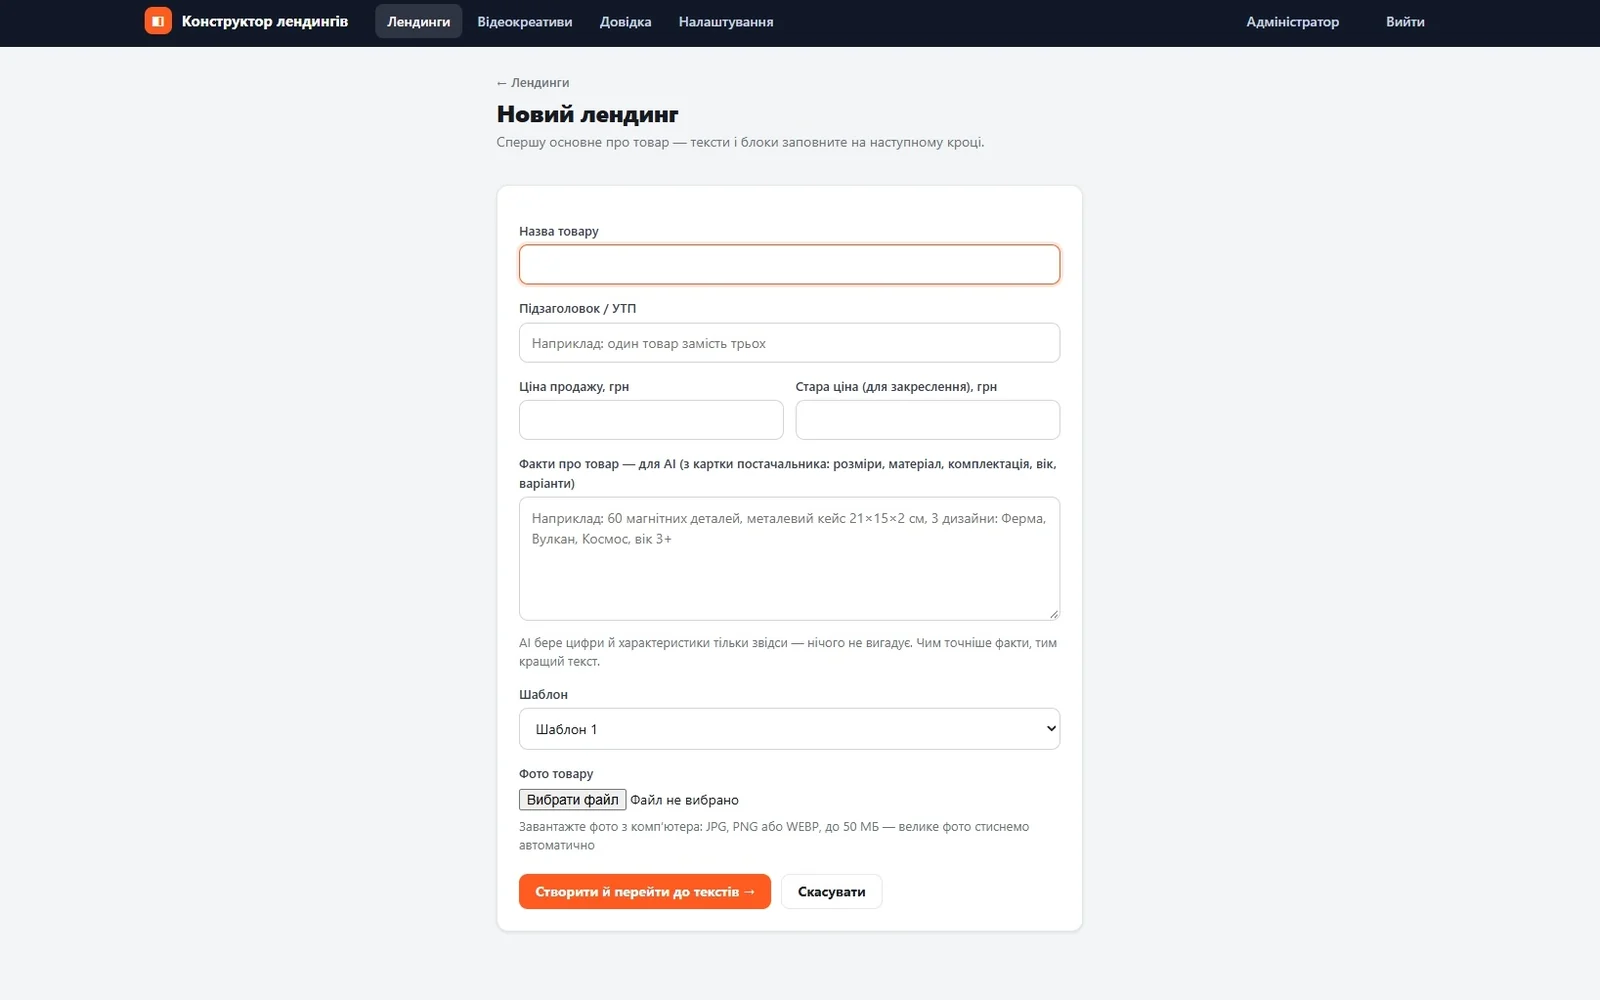 Конструктор лендингів
Лендинги
Відеокреативи
Довідка
Налаштування
Адміністратор
Вийти
← Лендинги
Новий лендинг
Спершу основне про товар — тексти і блоки заповните на наступному кроці.
Назва товару
Підзаголовок / УТП
Наприклад: один товар замість трьох
Ціна продажу, грн
Стара ціна (для закреслення), грн
Факти про товар — для AI (з картки постачальника: розміри, матеріал, комплектація, вік,
варіанти)
Наприклад: 60 магнітних деталей, металевий кейс 21×15×2 см, 3 дизайни: Ферма,
Вулкан, Космос, вік 3+
AI бере цифри й характеристики тільки звідси — нічого не вигадує. Чим точніше факти, тим
кращий текст.
Шаблон
Шаблон 1
Фото товару
Вибрати файл Файл не вибрано
Завантажте фото з комп'ютера: JPG, PNG або WEBP, до 50 МБ — велике фото стиснемо
автоматично
Створити й перейти до текстів →
Скасувати